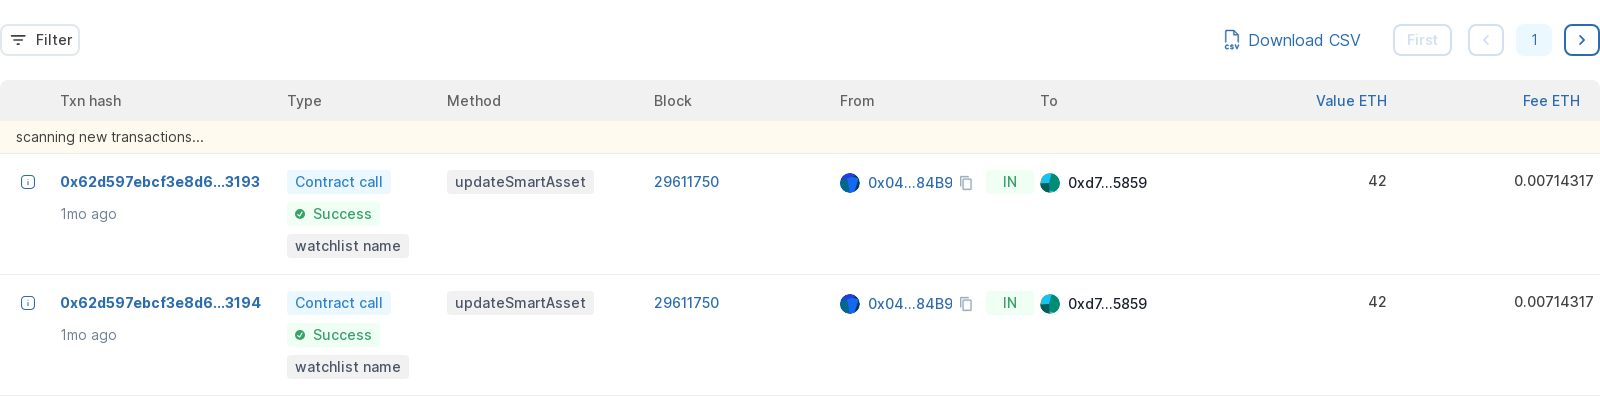 Filter Download CSV First 1
Txn hash Type Method Block From To Value ETH Fee ETH
scanning new transactions...
0x62d597ebcf3e8d6...3193 Contract call updateSmartAsset 29611750 0x04...84B9 IN 0xd7...5859 42 0.00714317
1mo ago Success
watchlist name
0x62d597ebcf3e8d6...3194 Contract call updateSmartAsset 29611750 0x04...84B9 IN 0xd7...5859 42 0.00714317
1mo ago Success
watchlist name